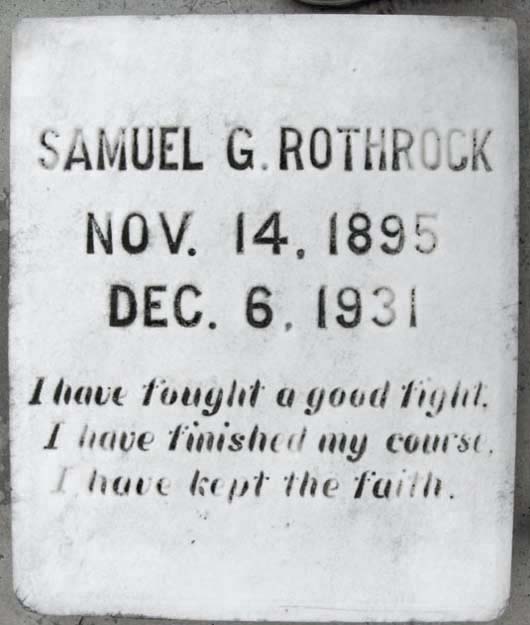 SAMUEL G. ROTHROCK
NOV. 14, 1895
DEC. 6, 1931
I have fought a good fight.
I have finished my course,
I have kept the faith.